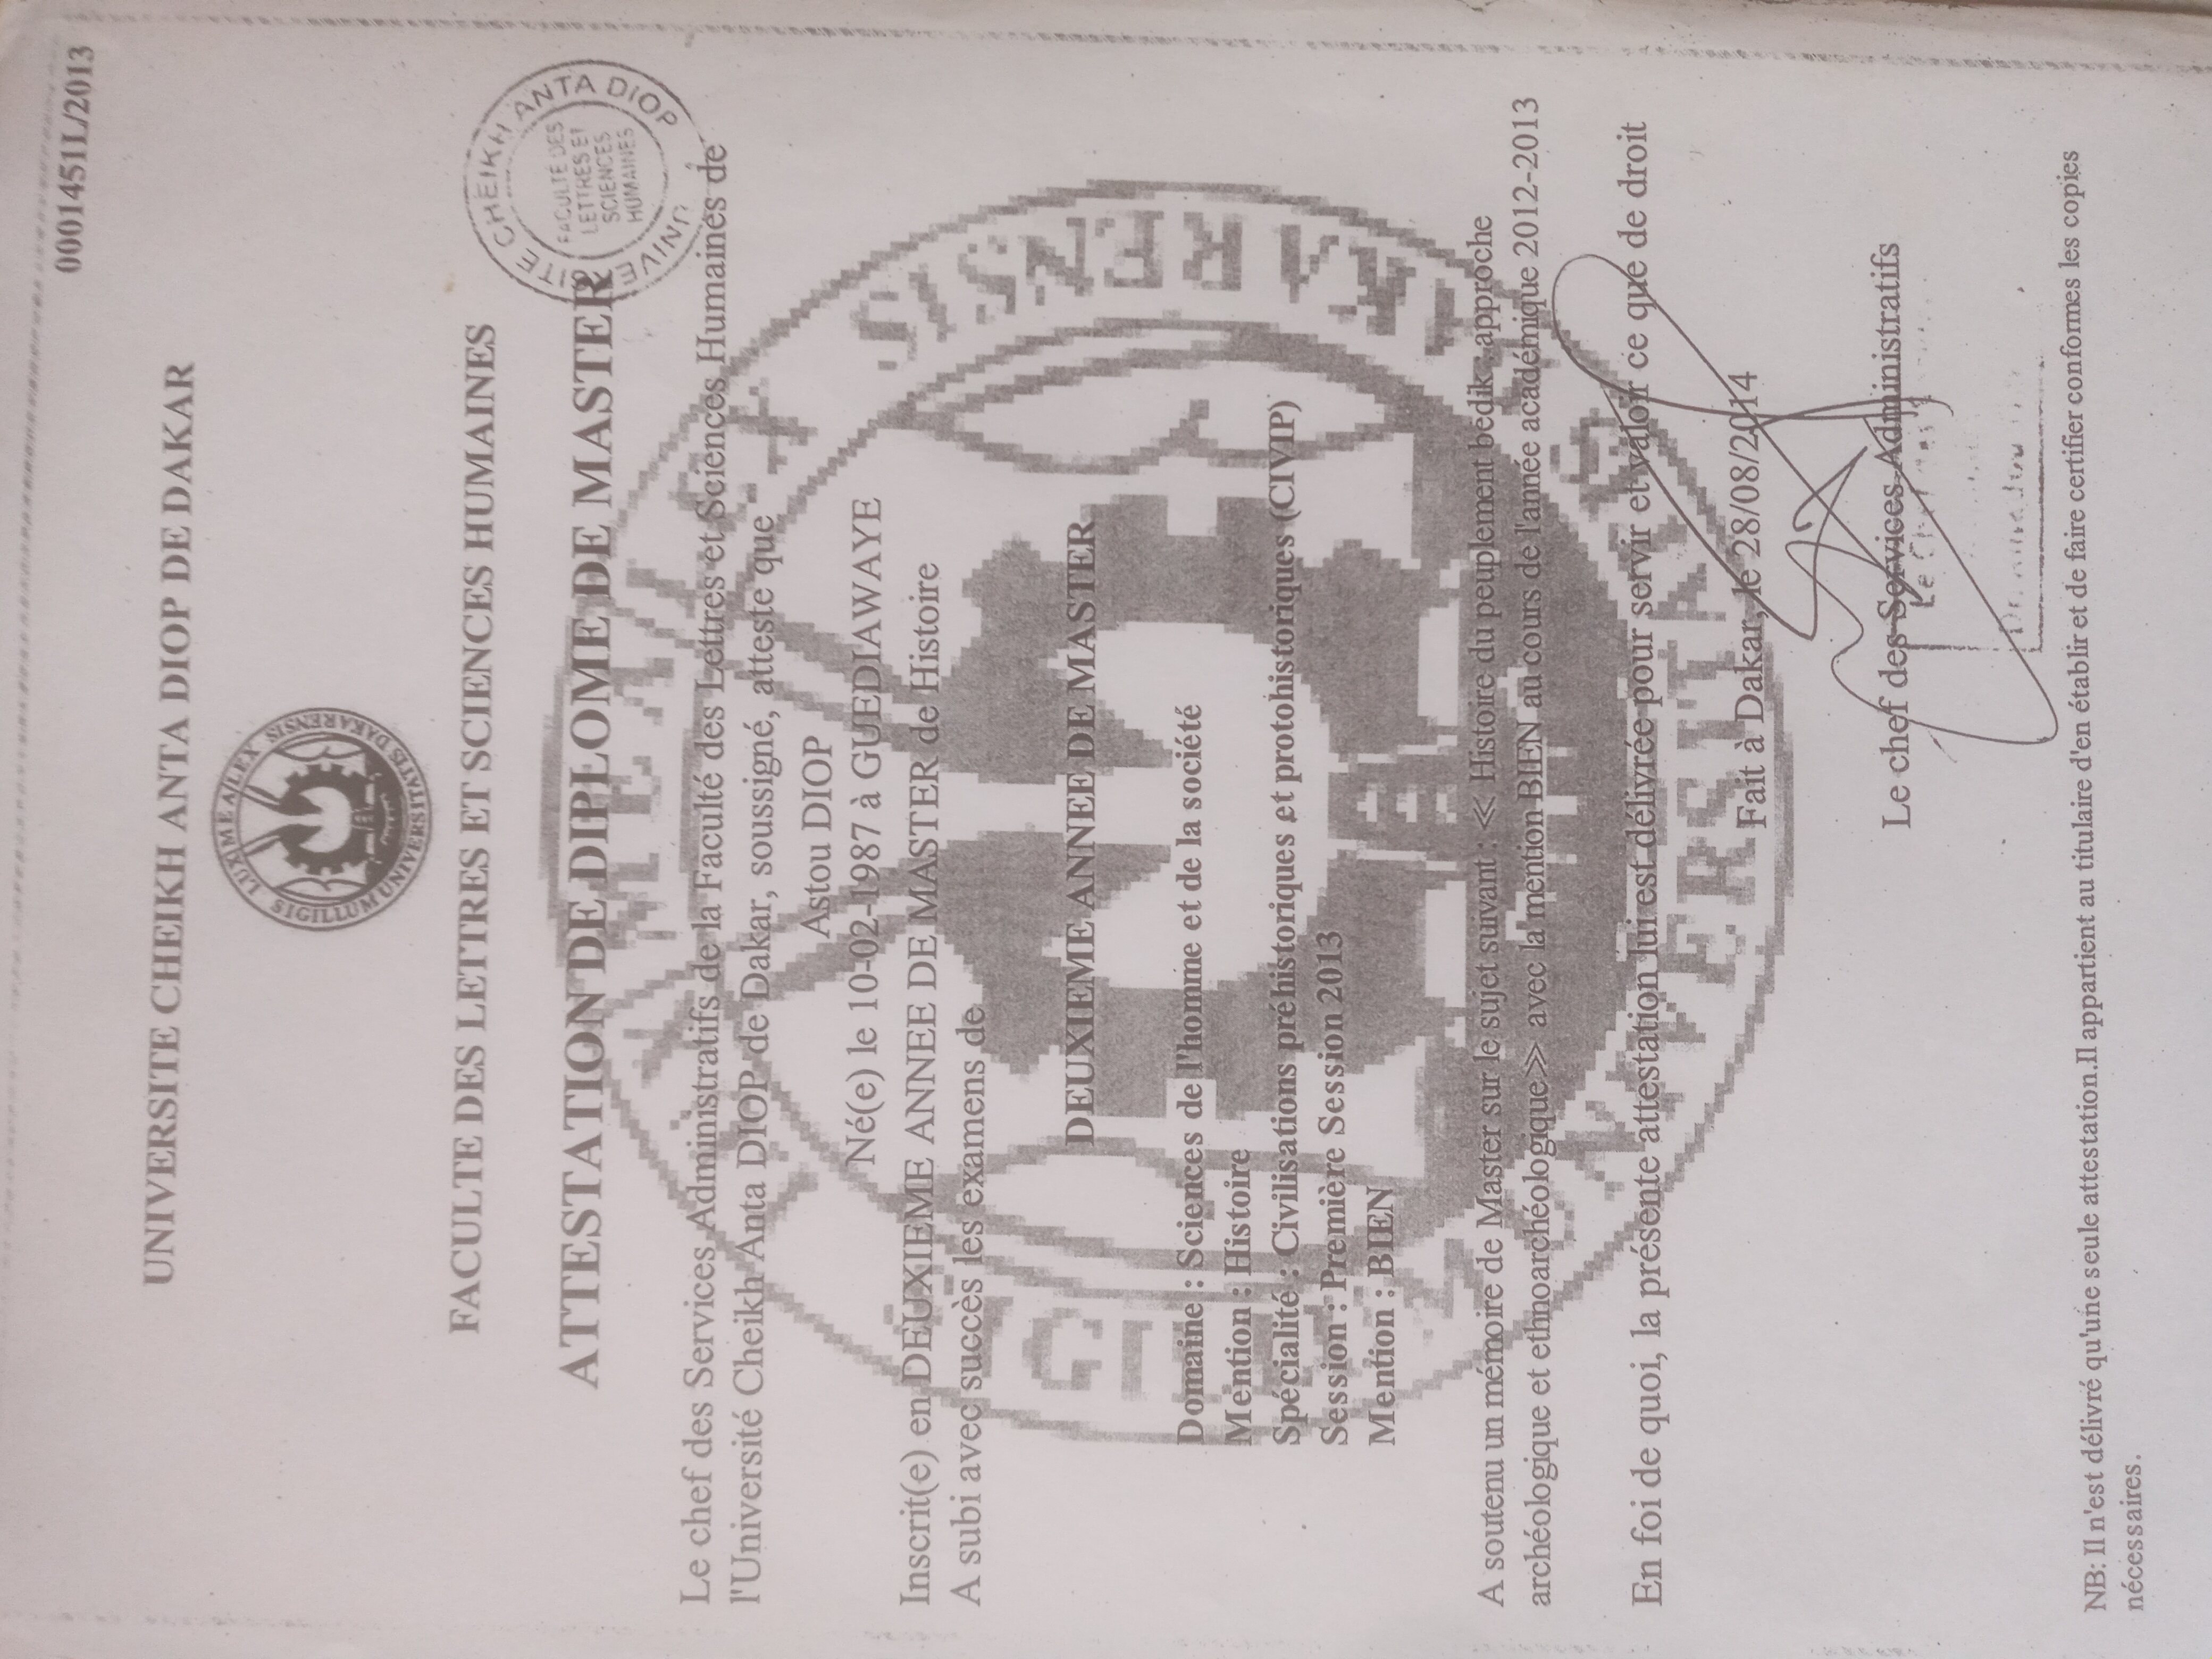 0001451L/2013
UNIVERSITE CHEIKH ANTA DIOP DE DAKAR
SIGILLUM UNIVERSITATIS DAKARENSIS
LUX MEA LEX
FACULTE DES LETTRES ET SCIENCES HUMAINES
UNIVERSITE CHEIKH ANTA DIOP
FACULTÉ DES
LETTRES ET
SCIENCES
HUMAINES
ATTESTATION DE DIPLOME DE MASTER
Le chef des Services Administratifs de la Faculté des Lettres et Sciences Humaines de
l'Université Cheikh Anta DIOP de Dakar, soussigné, atteste que
Astou DIOP
Né(e) le 10-02-1987 à GUEDIAWAYE
Inscrit(e) en DEUXIEME ANNEE DE MASTER de Histoire
A subi avec succès les examens de
DEUXIEME ANNEE DE MASTER
Domaine : Sciences de l'homme et de la société
Mention : Histoire
Spécialité : Civilisations préhistoriques et protohistoriques (CIVIP)
Session : Première Session 2013
Mention : BIEN
A soutenu un mémoire de Master sur le sujet suivant : ≪ Histoire du peuplement bedik : approche
archéologique et ethnoarchéologique≫ avec la mention BIEN au cours de l'année académique 2012-2013
En foi de quoi, la présente attestation lui est délivrée pour servir et valoir ce que de droit
Fait à Dakar, le 28/08/2014
Le chef des Services Administratifs
Le Chef des
NB: Il n'est délivré qu'une seule attestation.Il appartient au titulaire d'en établir et de faire certifier conformes les copies
nécessaires.